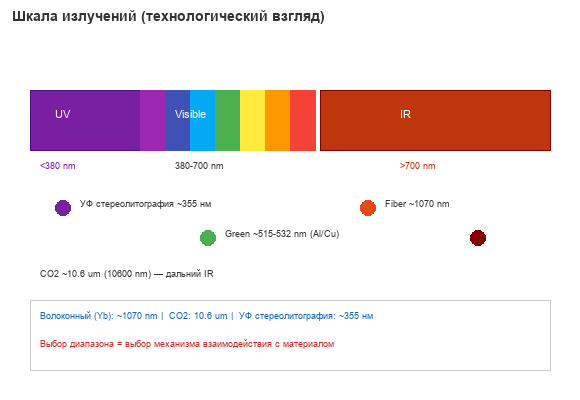 Шкала излучений (технологический взгляд)
UV
Visible
IR
<380 nm
380-700 nm
>700 nm
УФ стереолитография ~355 нм
Fiber ~1070 nm
Green ~515-532 nm (Al/Cu)
CO2 ~10.6 um (10600 nm) — дальний IR
Волоконный (Yb): ~1070 nm | CO2: 10.6 um | УФ стереолитография: ~355 нм
Выбор диапазона = выбор механизма взаимодействия с материалом